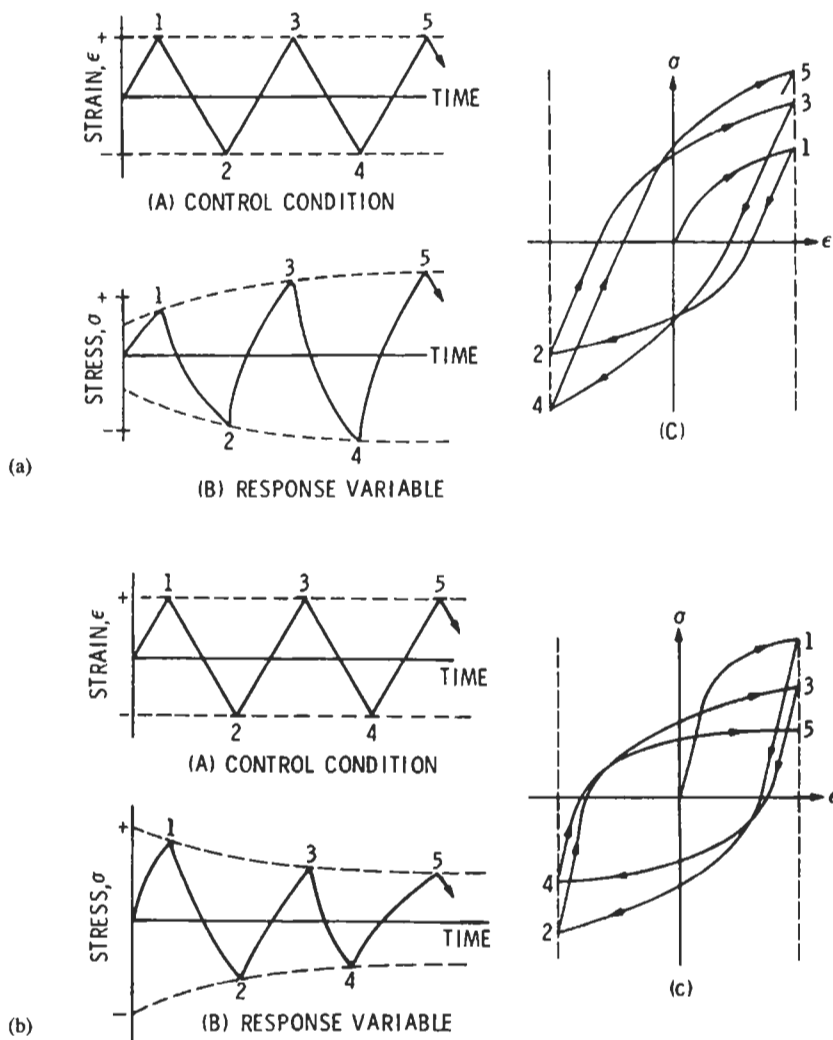 +
STRAIN, ϵ
1
3
5
TIME
−
2
4
(A) CONTROL CONDITION
+
STRESS, σ
1
3
5
TIME
−+
2
4
(B) RESPONSE VARIABLE
σ
5
3
1
ϵ
2
4
(C)
(a)
+
STRAIN, ϵ
1
3
5
TIME
−
2
4
(A) CONTROL CONDITION
+
STRESS, σ
1
3
5
TIME
−
2
4
(B) RESPONSE VARIABLE
σ
1
3
5
ϵ
4
2
(c)
(b)